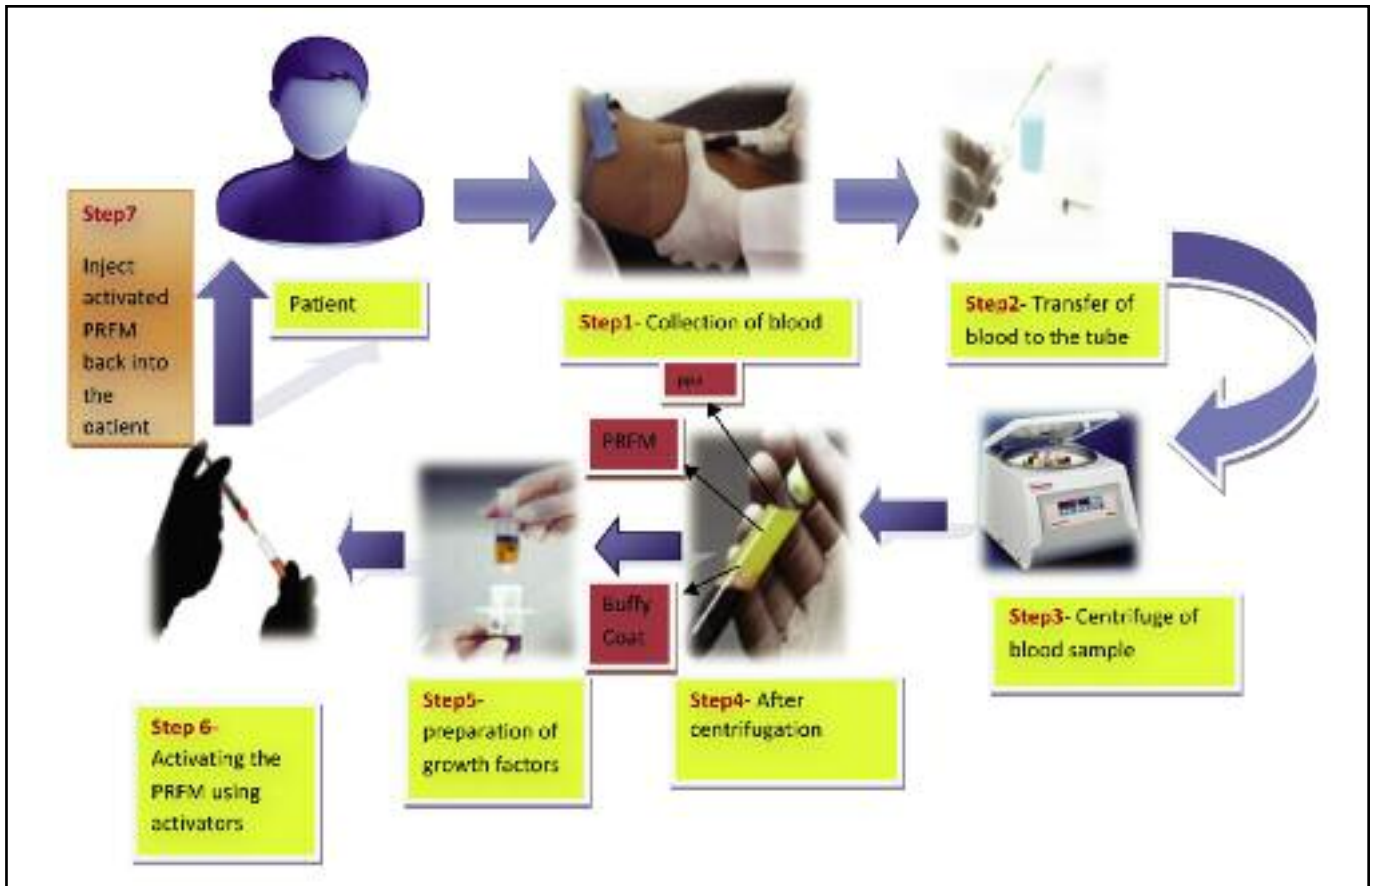 Patient
Step1- Collection of blood
Step2- Transfer of
blood to the tube
Step3- Centrifuge of
blood sample
PRFM
Buffy
Coat
Step4- After
centrifugation
Step5-
preparation of
growth factors
Step 6-
Activating the
PRFM using
activators
Step7
Inject
activated
PRFM
back into
the
patient